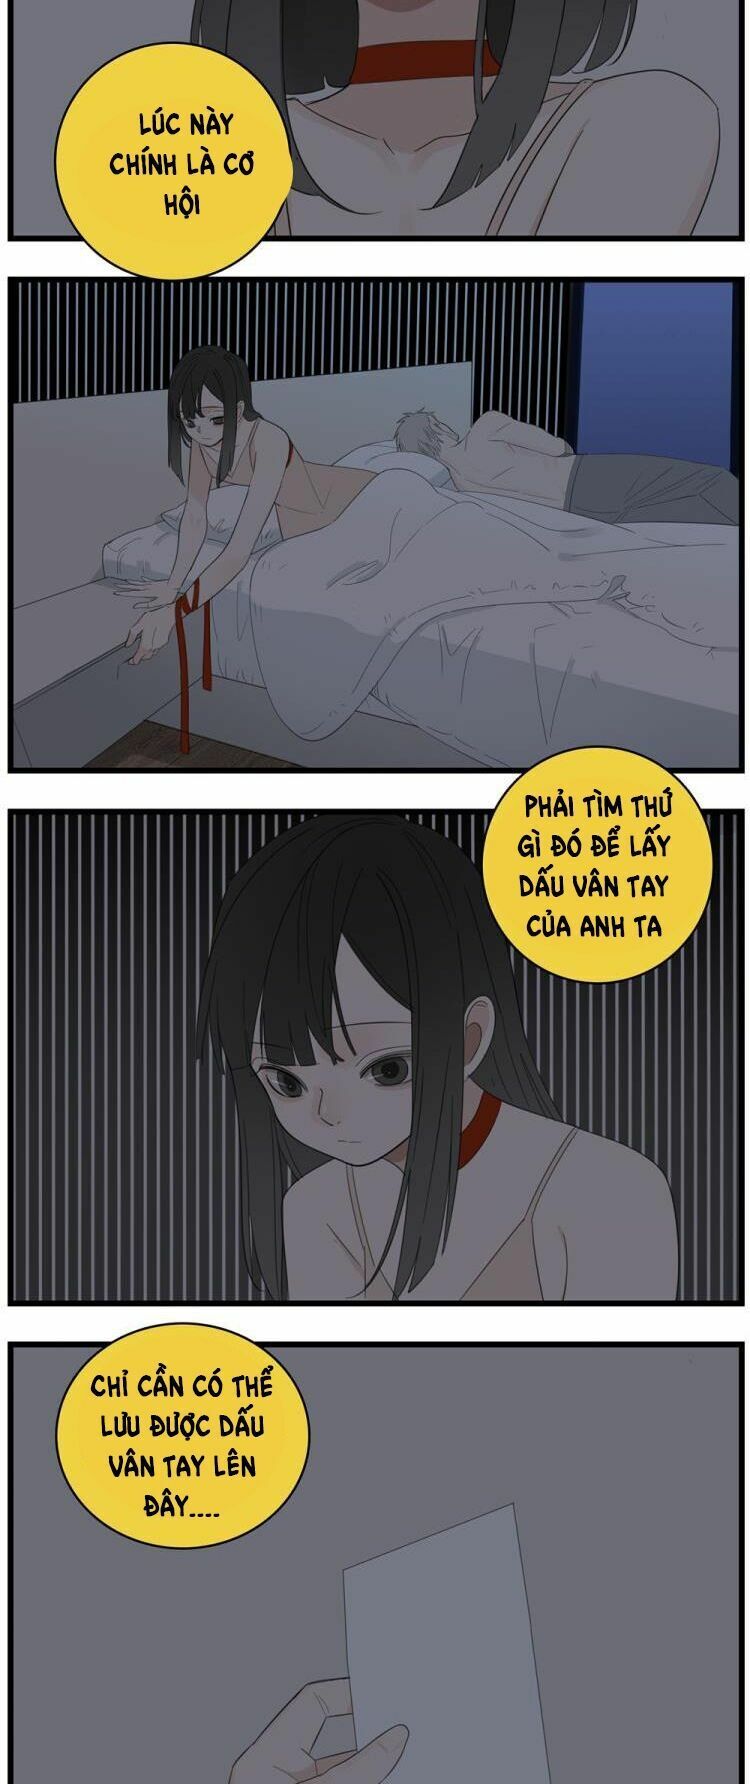 LÚC NÀY
CHÍNH LÀ CƠ
HỘI
PHẢI TÌM THỨ
GÌ ĐÓ ĐỂ LẤY
DẤU VÂN TAY
CỦA ANH TA
CHỈ CẦN CÓ THỂ
LƯU ĐƯỢC DẤU
VÂN TAY LÊN
ĐÂY....